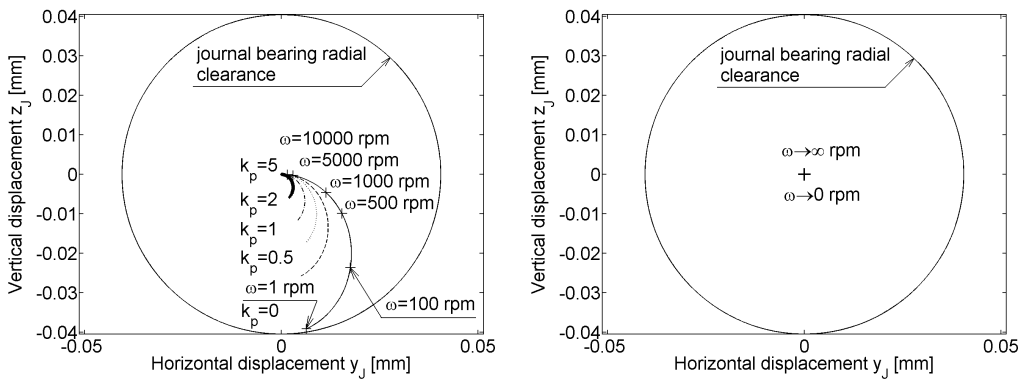 0.04
0.03
0.02
0.01
0
-0.01
-0.02
-0.03
-0.04
-0.05
0
0.05
Vertical displacement z_J [mm]
Horizontal displacement y_J [mm]
journal bearing radial
clearance
ω=10000 rpm
ω=5000 rpm
ω=1000 rpm
ω=500 rpm
k_p=5
k_p=2
k_p=1
k_p=0.5
ω=1 rpm
k_p=0
ω=100 rpm
0.04
0.03
0.02
0.01
0
-0.01
-0.02
-0.03
-0.04
-0.05
0
0.05
Vertical displacement z_J [mm]
Horizontal displacement y_J [mm]
journal bearing radial
clearance
ω→∞ rpm
ω→0 rpm